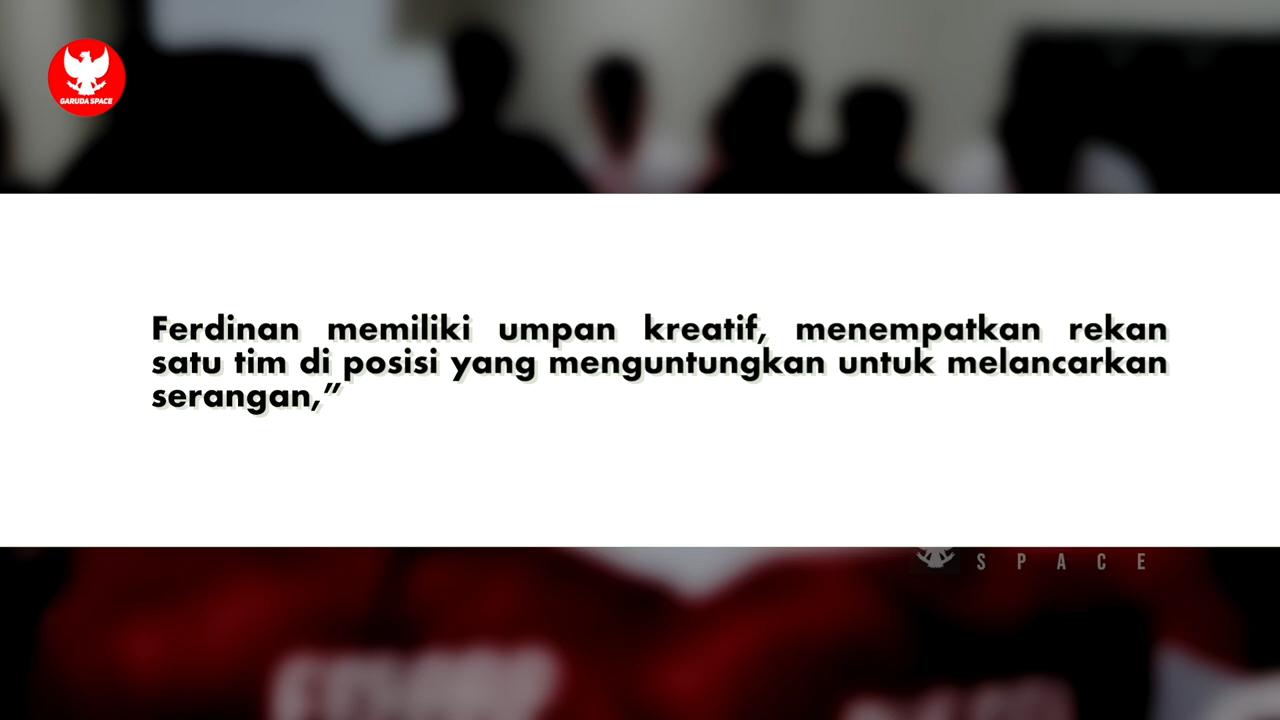 GARUDA SPACE
Ferdinan memiliki umpan kreatif, menempatkan rekan
satu tim di posisi yang menguntungkan untuk melancarkan
serangan,”
SPACE